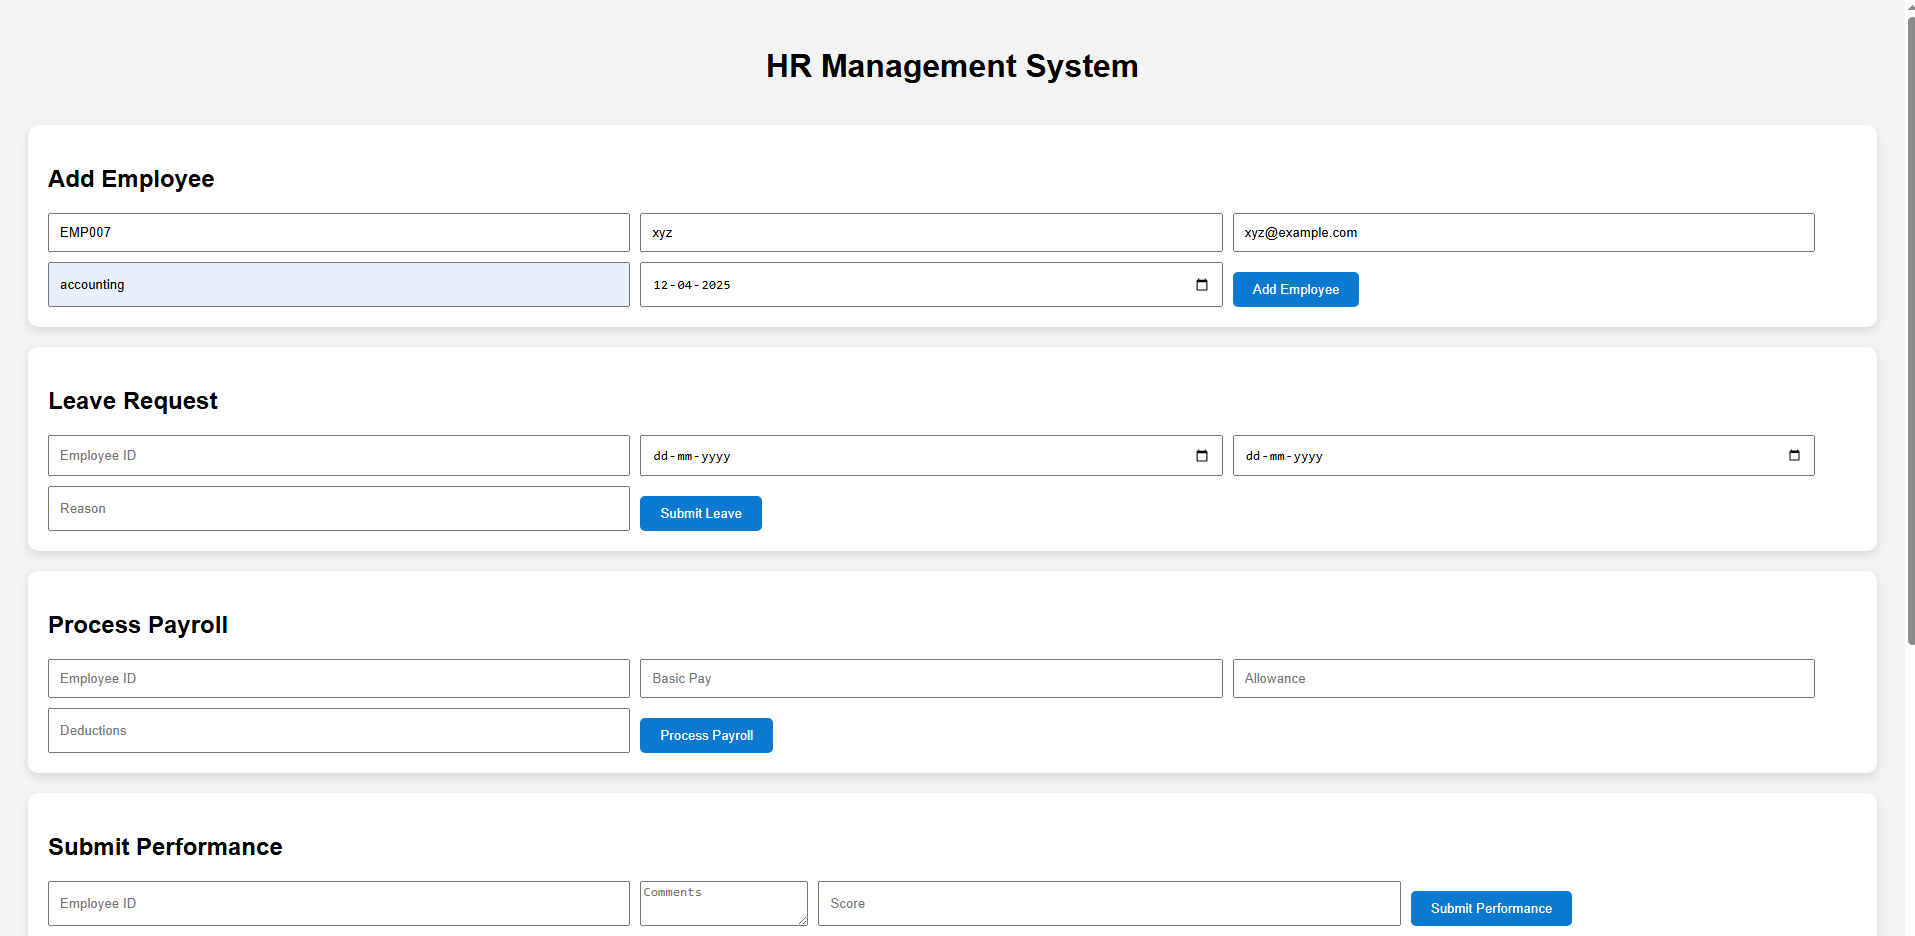 HR Management System
Add Employee
EMP007 xyz xyz@example.com
accounting 12-04-2025 Add Employee
Leave Request
Employee ID dd-mm-yyyy dd-mm-yyyy
Reason Submit Leave
Process Payroll
Employee ID Basic Pay Allowance
Deductions Process Payroll
Submit Performance
Employee ID Comments Score Submit Performance